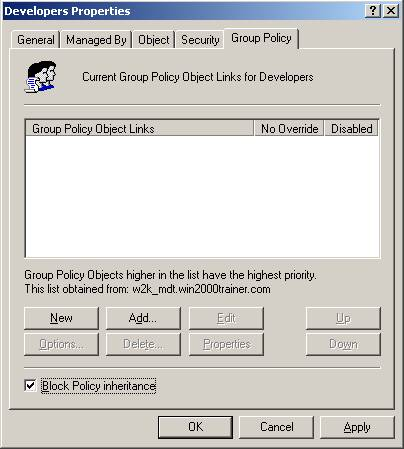 Developers Properties
General Managed By Object Security Group Policy
Current Group Policy Object Links for Developers
Group Policy Object Links No Override Disabled
Group Policy Objects higher in the list have the highest priority.
This list obtained from: w2k_mdt.win2000trainer.com
New Add... Edit Up
Options... Delete... Properties Down
Block Policy inheritance
OK Cancel Apply